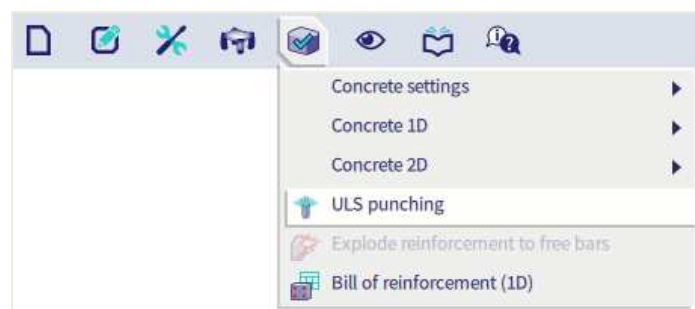 Concrete settings
Concrete 1D
Concrete 2D
ULS punching
Explode reinforcement to free bars
Bill of reinforcement (1D)